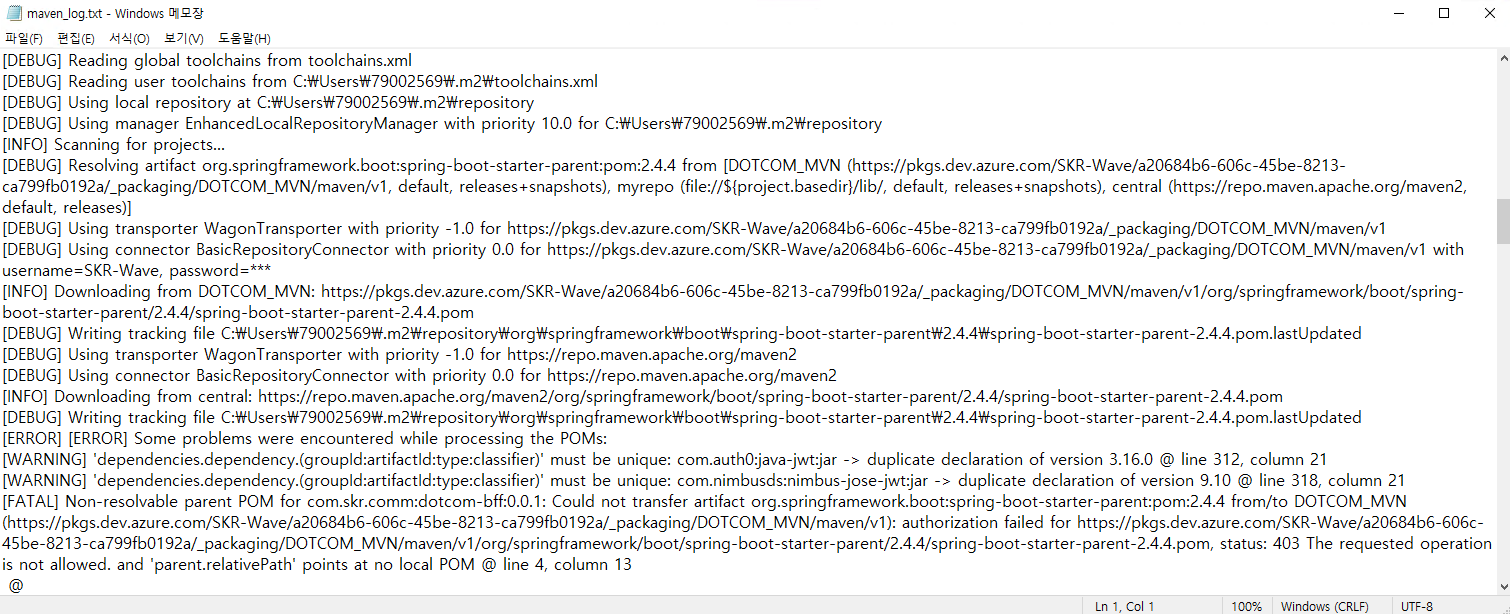 maven_log.txt - Windows 메모장
파일(F) 편집(E) 서식(O) 보기(V) 도움말(H)
[DEBUG] Reading global toolchains from toolchains.xml
[DEBUG] Reading user toolchains from C:₩Users₩79002569₩.m2₩toolchains.xml
[DEBUG] Using local repository at C:₩Users₩79002569₩.m2₩repository
[DEBUG] Using manager EnhancedLocalRepositoryManager with priority 10.0 for C:₩Users₩79002569₩.m2₩repository
[INFO] Scanning for projects...
[DEBUG] Resolving artifact org.springframework.boot:spring-boot-starter-parent:pom:2.4.4 from [DOTCOM_MVN (https://pkgs.dev.azure.com/SKR-Wave/a20684b6-606c-45be-8213-
ca799fb0192a/_packaging/DOTCOM_MVN/maven/v1, default, releases+snapshots), myrepo (file://${project.basedir}/lib/, default, releases+snapshots), central (https://repo.maven.apache.org/maven2,
default, releases)]
[DEBUG] Using transporter WagonTransporter with priority -1.0 for https://pkgs.dev.azure.com/SKR-Wave/a20684b6-606c-45be-8213-ca799fb0192a/_packaging/DOTCOM_MVN/maven/v1
[DEBUG] Using connector BasicRepositoryConnector with priority 0.0 for https://pkgs.dev.azure.com/SKR-Wave/a20684b6-606c-45be-8213-ca799fb0192a/_packaging/DOTCOM_MVN/maven/v1 with
username=SKR-Wave, password=***
[INFO] Downloading from DOTCOM_MVN: https://pkgs.dev.azure.com/SKR-Wave/a20684b6-606c-45be-8213-ca799fb0192a/_packaging/DOTCOM_MVN/maven/v1/org/springframework/boot/spring-
boot-starter-parent/2.4.4/spring-boot-starter-parent-2.4.4.pom
[DEBUG] Writing tracking file C:₩Users₩79002569₩.m2₩repository₩org₩springframework₩boot₩spring-boot-starter-parent₩2.4.4₩spring-boot-starter-parent-2.4.4.pom.lastUpdated
[DEBUG] Using transporter WagonTransporter with priority -1.0 for https://repo.maven.apache.org/maven2
[DEBUG] Using connector BasicRepositoryConnector with priority 0.0 for https://repo.maven.apache.org/maven2
[INFO] Downloading from central: https://repo.maven.apache.org/maven2/org/springframework/boot/spring-boot-starter-parent/2.4.4/spring-boot-starter-parent-2.4.4.pom
[DEBUG] Writing tracking file C:₩Users₩79002569₩.m2₩repository₩org₩springframework₩boot₩spring-boot-starter-parent₩2.4.4₩spring-boot-starter-parent-2.4.4.pom.lastUpdated
[ERROR] [ERROR] Some problems were encountered while processing the POMs:
[WARNING] 'dependencies.dependency.(groupId:artifactId:type:classifier)' must be unique: com.auth0:java-jwt:jar -> duplicate declaration of version 3.16.0 @ line 312, column 21
[WARNING] 'dependencies.dependency.(groupId:artifactId:type:classifier)' must be unique: com.nimbusds:nimbus-jose-jwt:jar -> duplicate declaration of version 9.10 @ line 318, column 21
[FATAL] Non-resolvable parent POM for com.skr.comm:dotcom-bff:0.0.1: Could not transfer artifact org.springframework.boot:spring-boot-starter-parent:pom:2.4.4 from/to DOTCOM_MVN
(https://pkgs.dev.azure.com/SKR-Wave/a20684b6-606c-45be-8213-ca799fb0192a/_packaging/DOTCOM_MVN/maven/v1): authorization failed for https://pkgs.dev.azure.com/SKR-Wave/a20684b6-606c-
45be-8213-ca799fb0192a/_packaging/DOTCOM_MVN/maven/v1/org/springframework/boot/spring-boot-starter-parent/2.4.4/spring-boot-starter-parent-2.4.4.pom, status: 403 The requested operation
is not allowed. and 'parent.relativePath' points at no local POM @ line 4, column 13
@
Ln 1, Col 1 100% Windows (CRLF) UTF-8